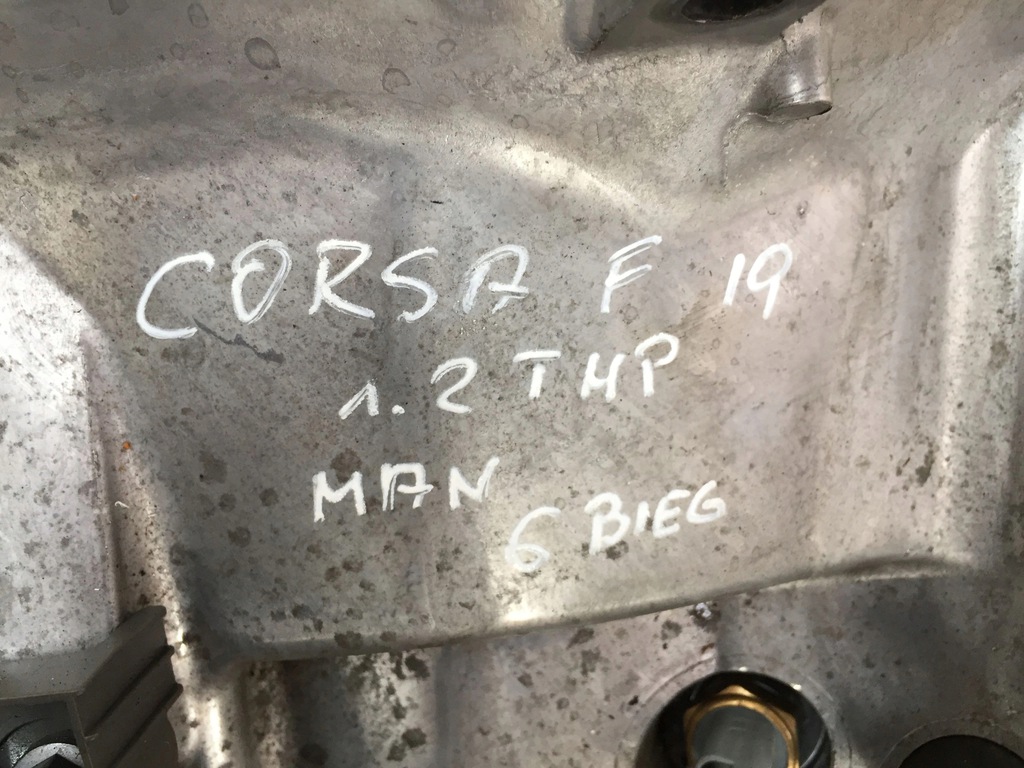 CORSA F 19
1.2 THP
MAN
6 BIEG